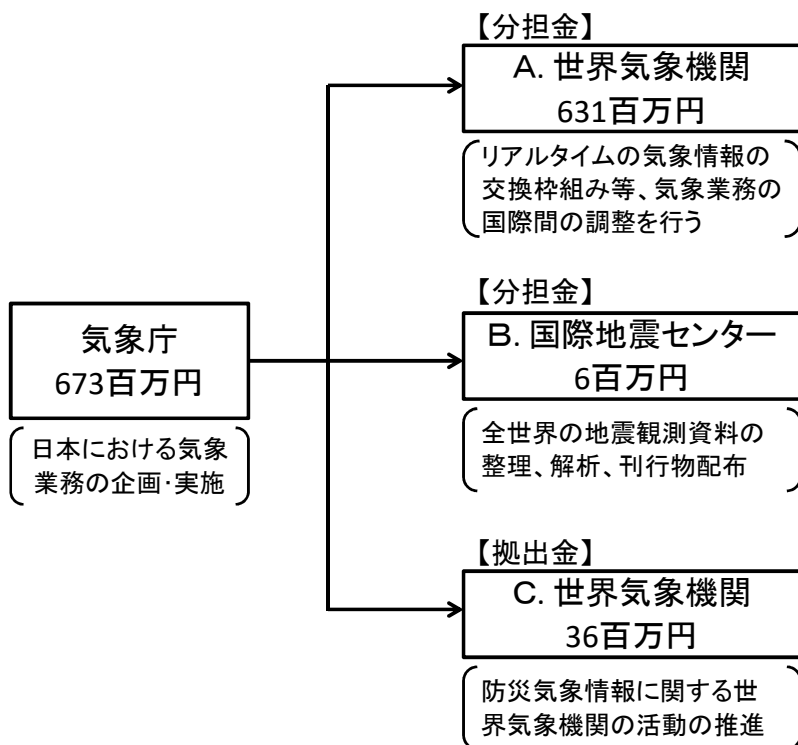 【分担金】
A. 世界気象機関
631百万円
リアルタイムの気象情報の
交換枠組み等、気象業務の
国際間の調整を行う
気象庁
673百万円
日本における気象
業務の企画・実施
【分担金】
B. 国際地震センター
6百万円
全世界の地震観測資料の
整理、解析、刊行物配布
【拠出金】
C. 世界気象機関
36百万円
防災気象情報に関する世
界気象機関の活動の推進